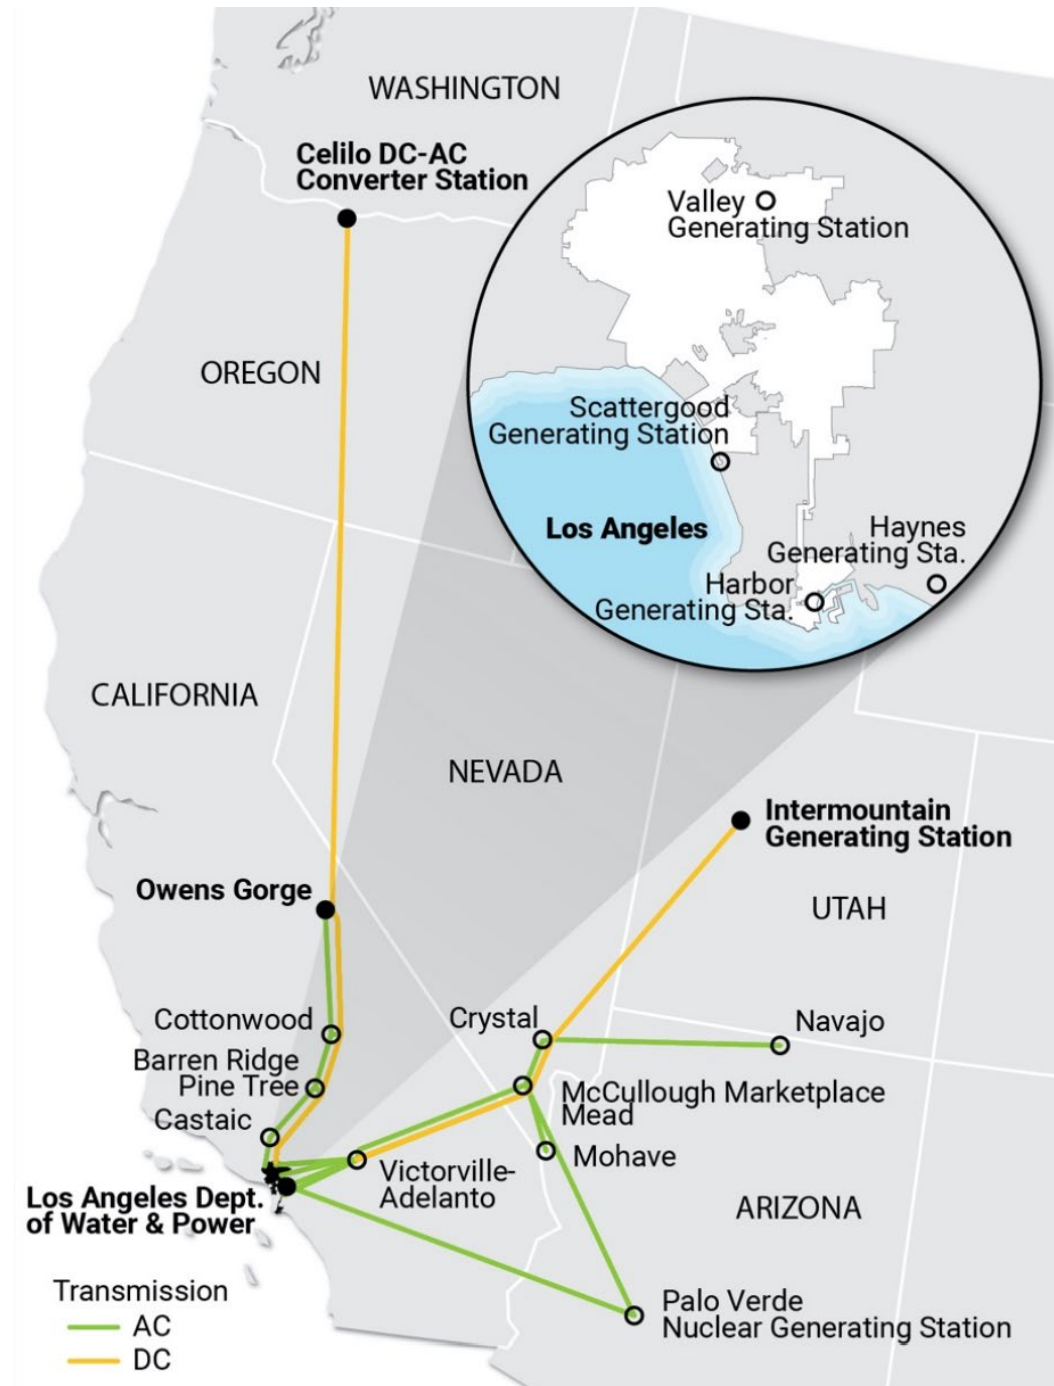 WASHINGTON
Celilo DC-AC
Converter Station
Valley
Generating Station
OREGON
Scattergood
Generating Station
Los Angeles
Haynes
Generating Sta.
Harbor
Generating Sta.
CALIFORNIA
NEVADA
Intermountain
Generating Station
Owens Gorge
UTAH
Cottonwood
Crystal
Navajo
Barren Ridge
Pine Tree
McCullough Marketplace
Mead
Castaic
Mohave
Victorville-
Adelanto
Los Angeles Dept.
of Water & Power
ARIZONA
Transmission
AC
DC
Palo Verde
Nuclear Generating Station